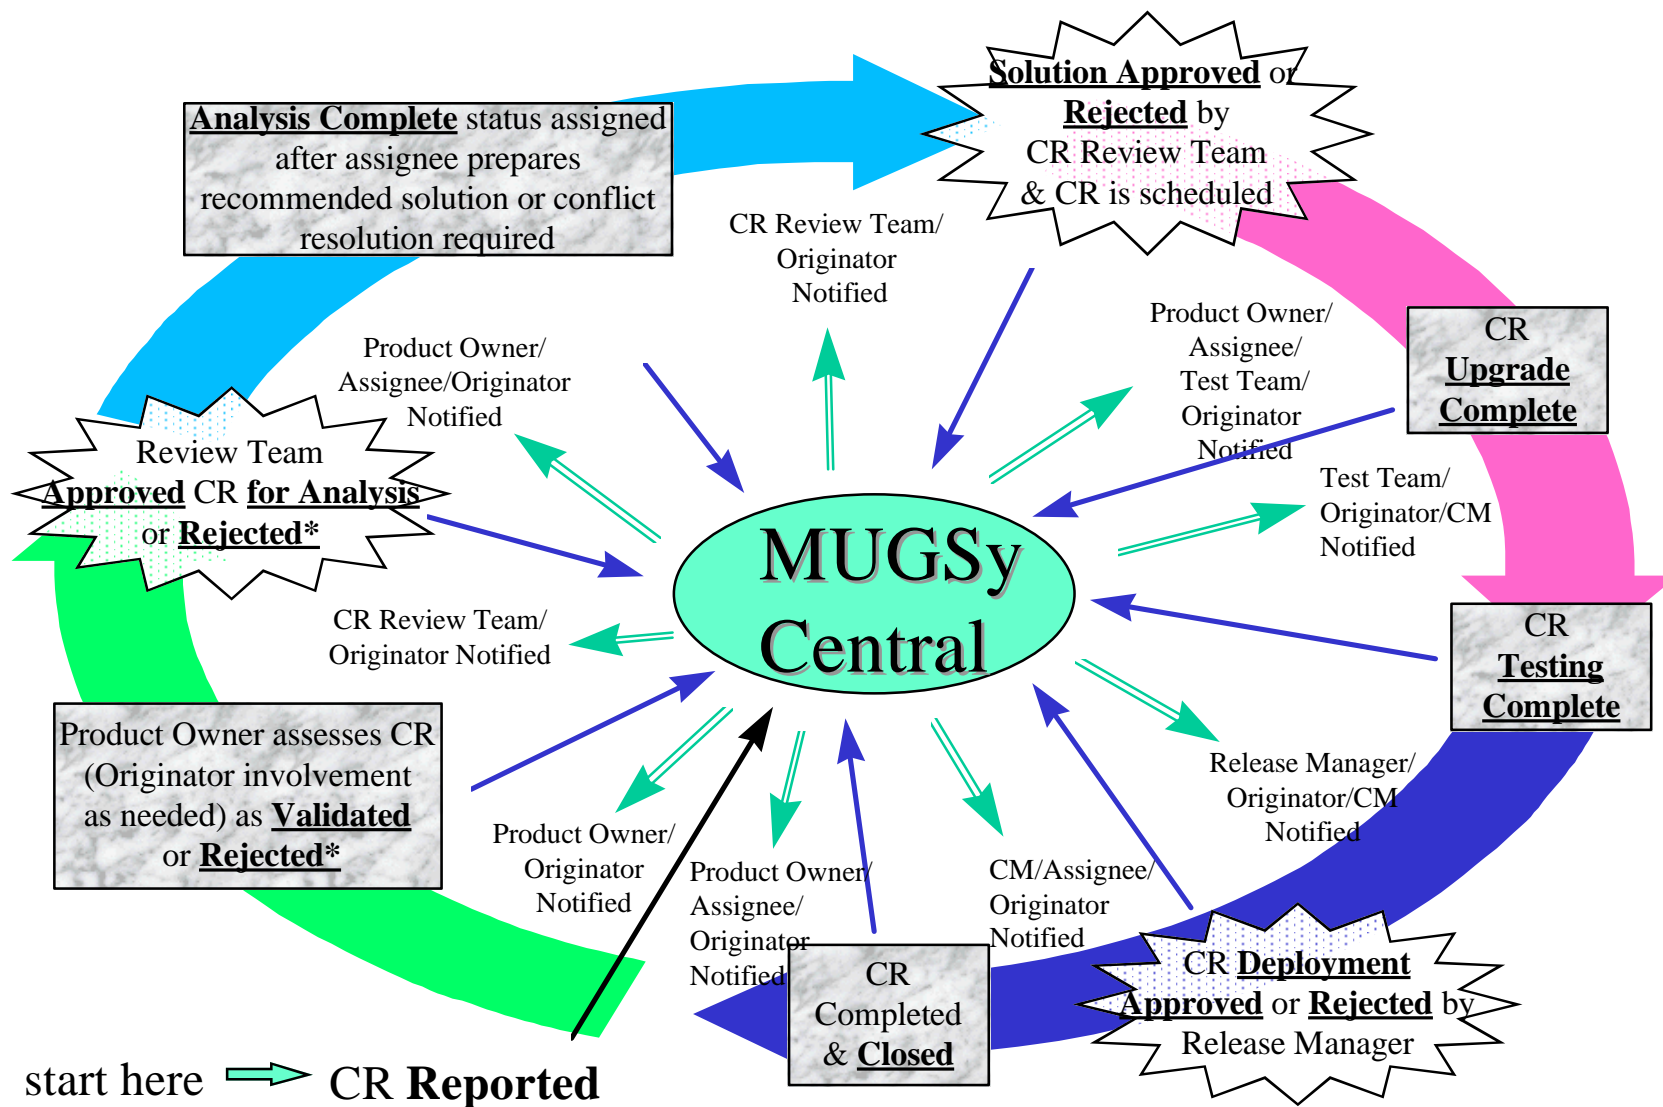 Solution Approved or
Rejected by
CR Review Team
& CR is scheduled
Analysis Complete status assigned
after assignee prepares
recommended solution or conflict
resolution required
CR Review Team/
Originator
Notified
Product Owner/
Assignee/
Test Team/
Originator
Notified
CR
Upgrade
Complete
Product Owner/
Assignee/Originator
Notified
Review Team
Approved CR for Analysis
or Rejected*
Test Team/
Originator/CM
Notified
MUGSy
Central
CR Review Team/
Originator Notified
CR
Testing
Complete
Product Owner assesses CR
(Originator involvement
as needed) as Validated
or Rejected*
Release Manager/
Originator/CM
Notified
Product Owner/
Originator
Notified
Product Owner/
Assignee/
Originator
Notified
CM/Assignee/
Originator
Notified
CR
Completed
& Closed
CR Deployment
Approved or Rejected by
Release Manager
start here CR Reported